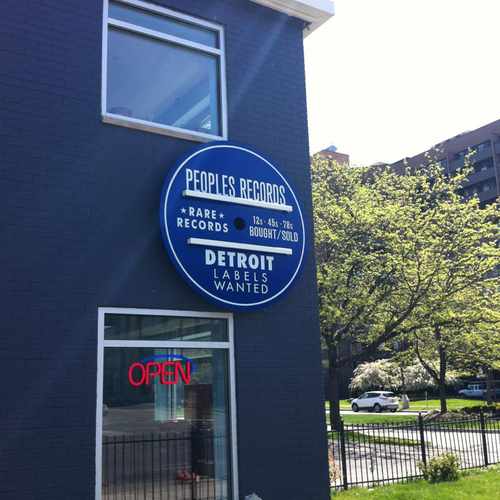 PEOPLES RECORDS
★RARE★
RECORDS
12s · 45s · 78s
BOUGHT/SOLD
DETROIT
LABELS
WANTED
OPEN